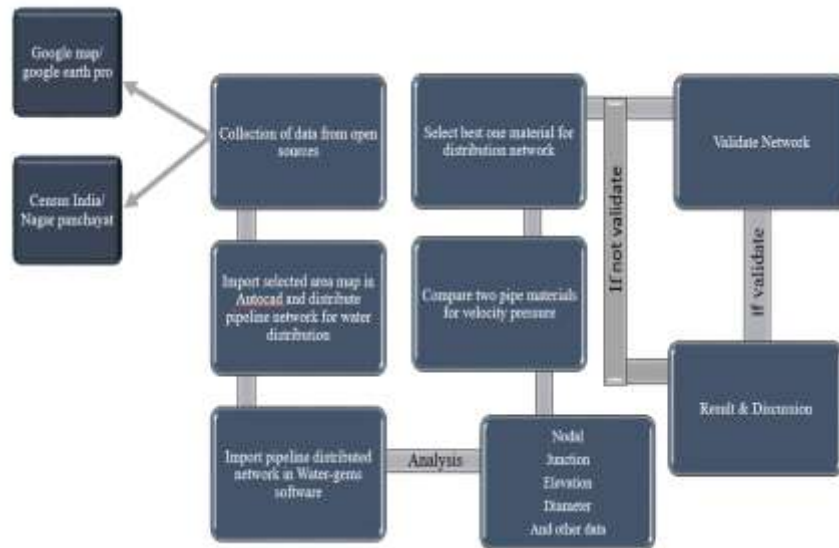 Google map/
google earth pro
Census India/
Nagar panchayat
Collection of data from open
sources
Import selected area map in
Autocad and distribute
pipeline network for water
distribution
Import pipeline distributed
network in Water-gems
software
Analysis
Nodal
Junction
Elevation
Diameter
And other data
Compare two pipe materials
for velocity pressure
Select best one material for
distribution network
If not validate
Validate Network
if validate
Result & Discussion